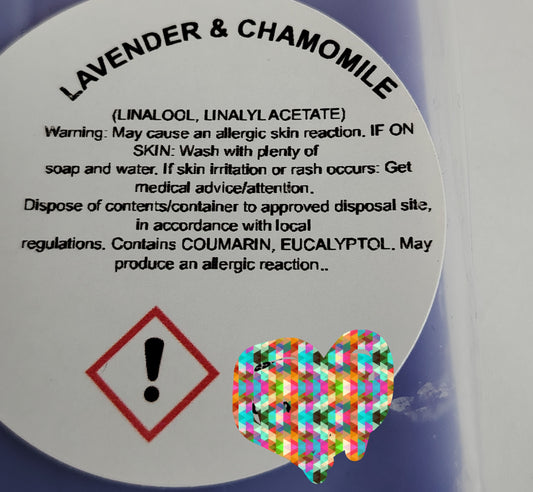 LAVENDER & CHAMOMILE
(LINALOOL, LINALYL ACETATE)
Warning: May cause an allergic skin reaction. IF ON
SKIN: Wash with plenty of
soap and water. If skin irritation or rash occurs: Get
medical advice/attention.
Dispose of contents/container to approved disposal site,
in accordance with local
regulations. Contains COUMARIN, EUCALYPTOL. May
produce an allergic reaction..